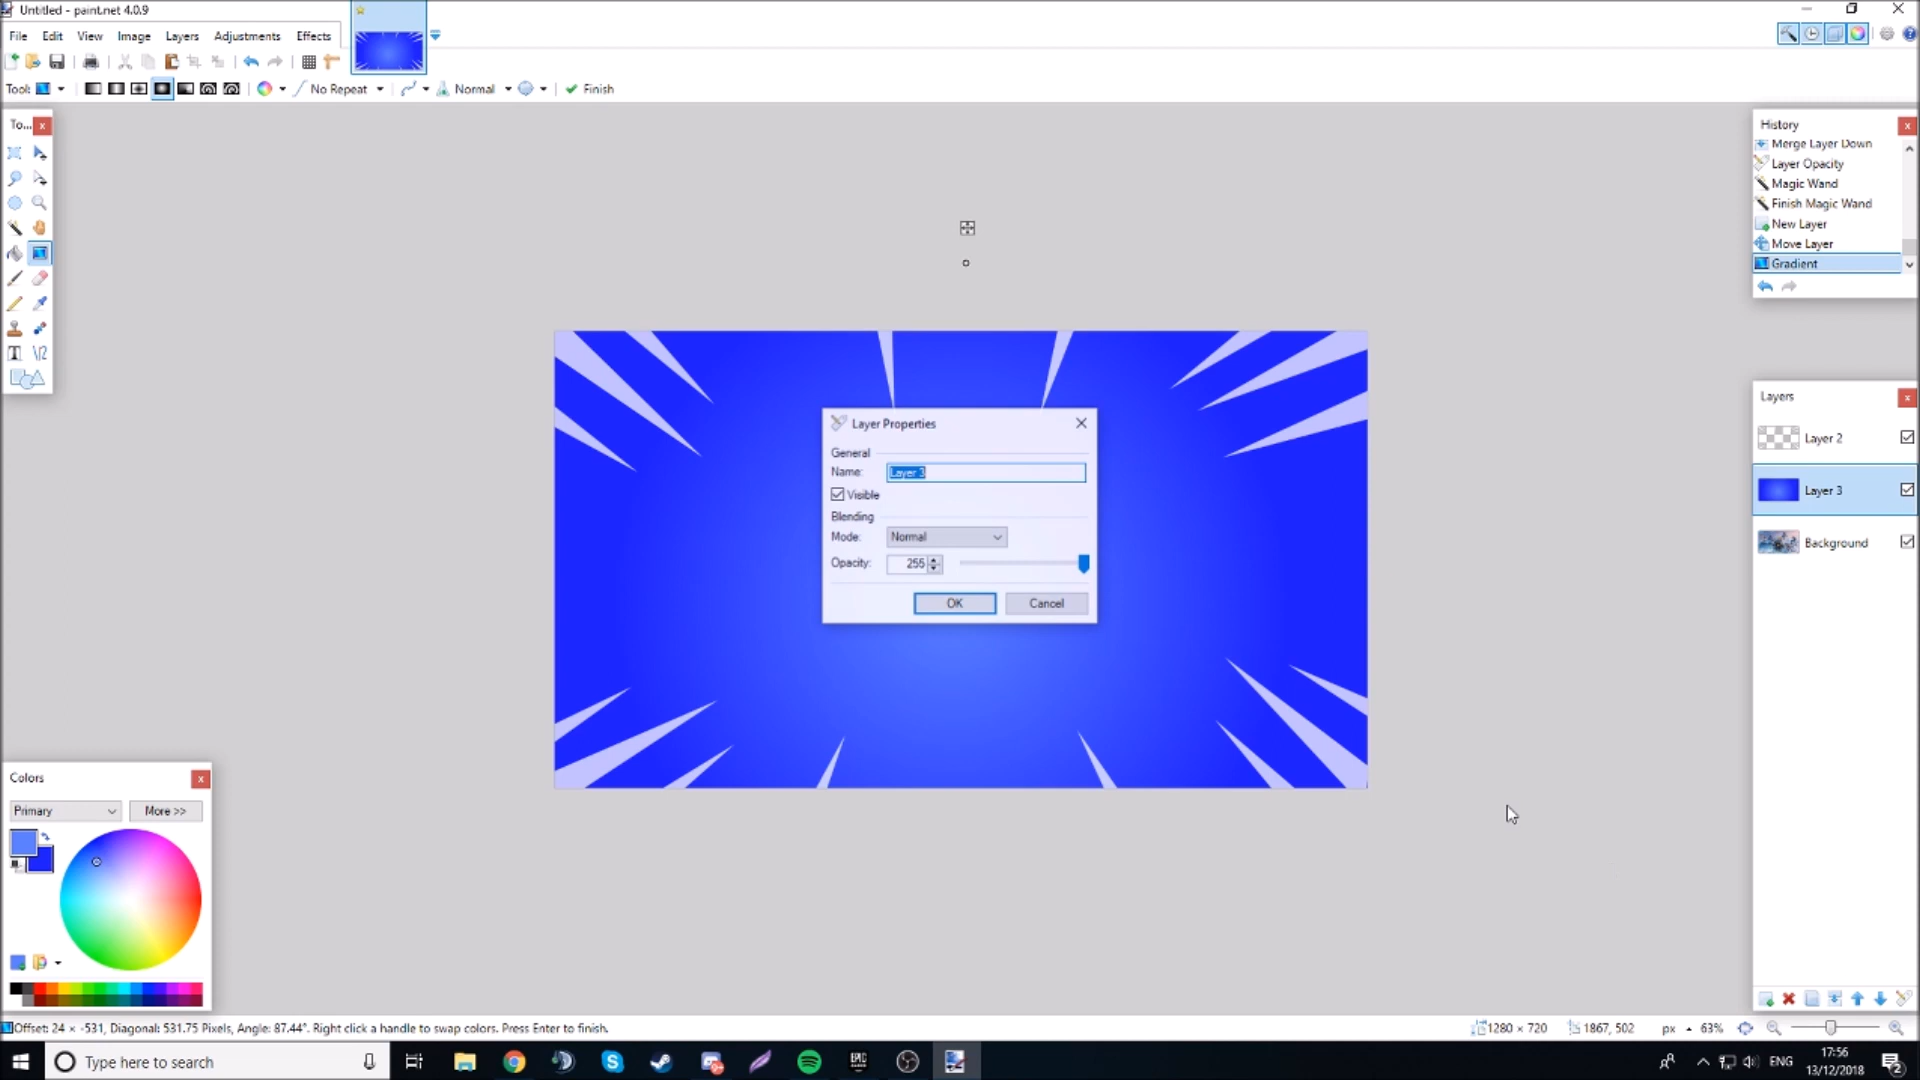 Untitled - paint.net 4.0.9
File Edit View Image Layers Adjustments Effects
Tool: No Repeat Normal Finish
To...
History
Merge Layer Down
Layer Opacity
Magic Wand
Finish Magic Wand
New Layer
Move Layer
Gradient
Layers
Layer 2
Layer 3
Background
Layer Properties
General
Name: Layer 3
Visible
Blending
Mode: Normal
Opacity: 255
OK Cancel
Colors
Primary More >>
Offset: 24 × -531, Diagonal: 531.75 Pixels, Angle: 87.44°. Right click a handle to swap colors. Press Enter to finish.
1280 × 720 1867, 502 px 63%
Type here to search
EPIC GAMES
ENG
17:56
13/12/2018
2